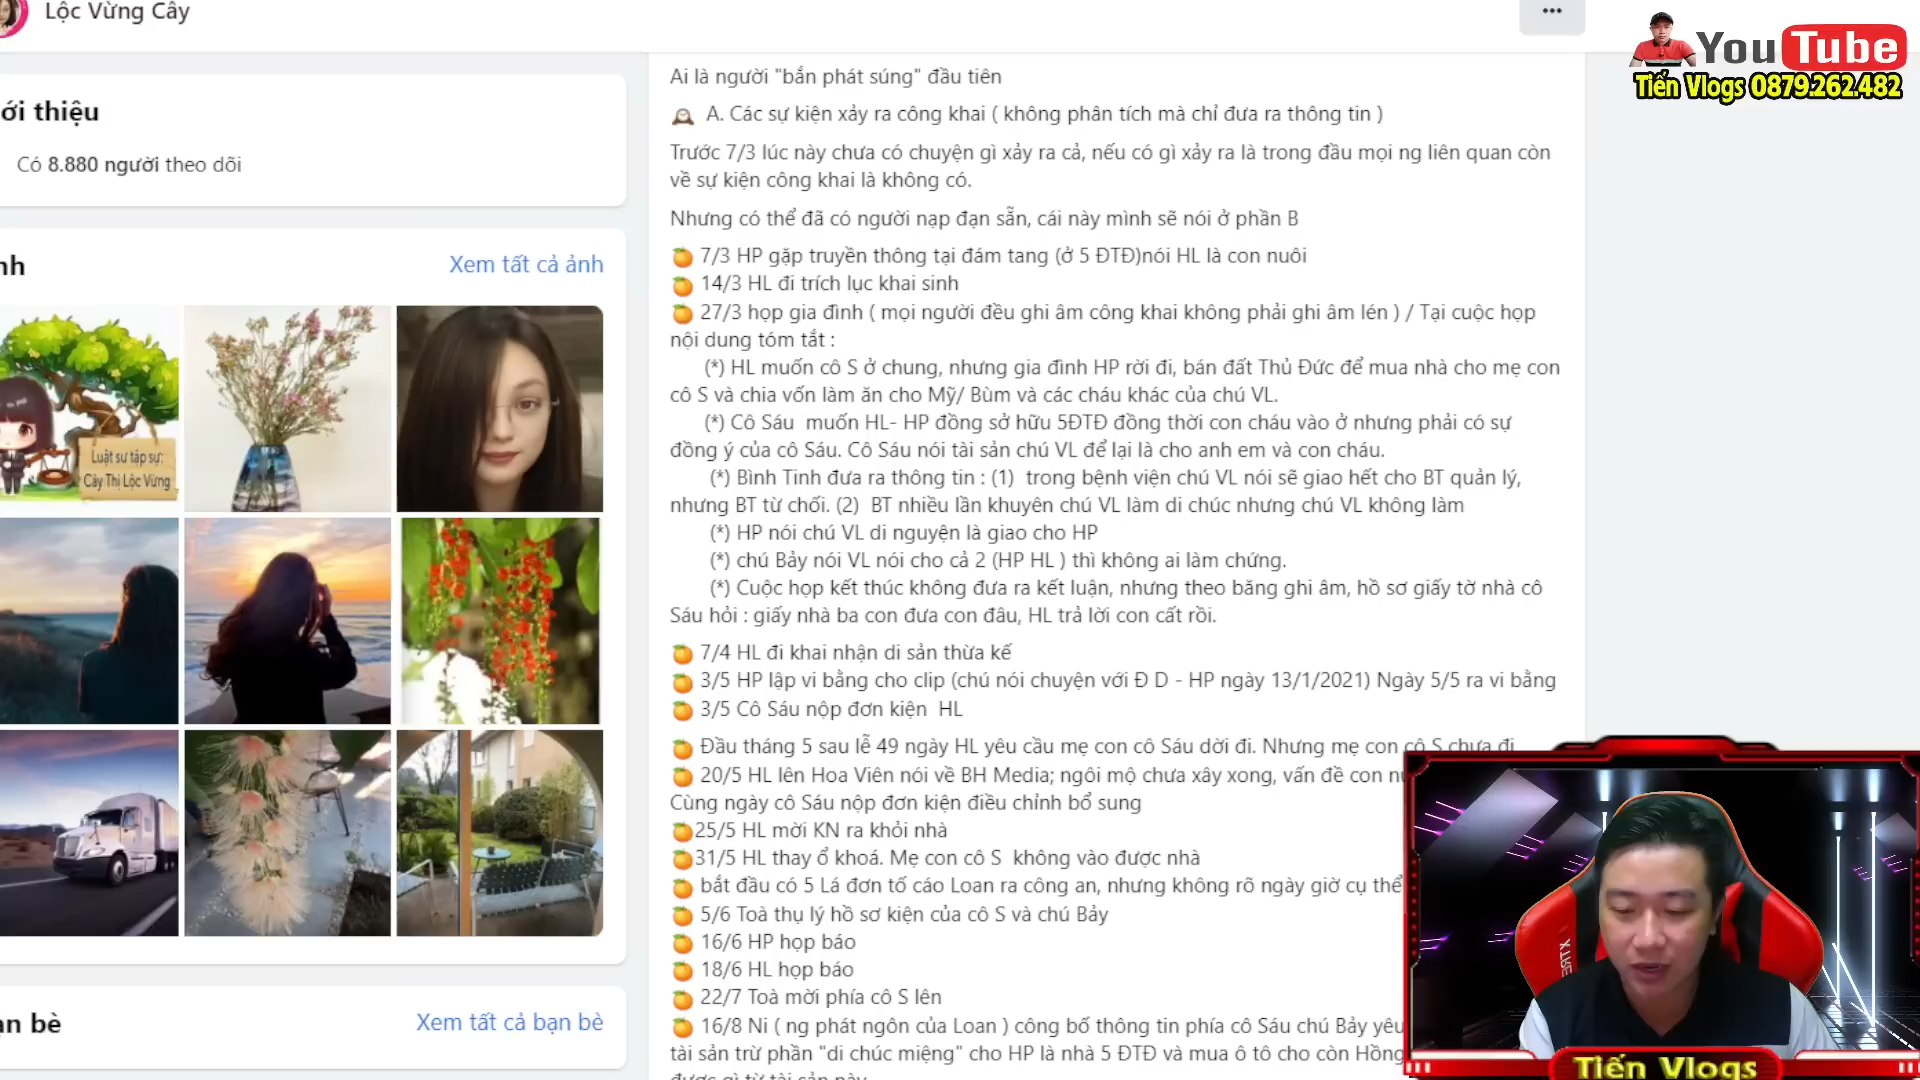 Lộc Vừng Cây
•••
You Tube
Tiến Vlogs 0879.262.482
ới thiệu
Có 8.880 người theo dõi
nh
Xem tất cả ảnh
Luật sư tập sự:
Cây Thị Lộc Vừng
ạn bè
Xem tất cả bạn bè
Ai là người "bắn phát súng" đầu tiên
A. Các sự kiện xảy ra công khai ( không phân tích mà chỉ đưa ra thông tin )
Trước 7/3 lúc này chưa có chuyện gì xảy ra cả, nếu có gì xảy ra là trong đầu mọi ng liên quan còn
về sự kiện công khai là không có.
Nhưng có thể đã có người nạp đạn sẵn, cái này mình sẽ nói ở phần B
🍊 7/3 HP gặp truyền thông tại đám tang (ở 5 ĐTĐ)nói HL là con nuôi
🍊 14/3 HL đi trích lục khai sinh
🍊 27/3 họp gia đình ( mọi người đều ghi âm công khai không phải ghi âm lén ) / Tại cuộc họp
nội dung tóm tắt :
(*) HL muốn cô S ở chung, nhưng gia đình HP rời đi, bán đất Thủ Đức để mua nhà cho mẹ con
cô S và chia vốn làm ăn cho Mỹ/ Bùm và các cháu khác của chú VL.
(*) Cô Sáu muốn HL- HP đồng sở hữu 5ĐTĐ đồng thời con cháu vào ở nhưng phải có sự
đồng ý của cô Sáu. Cô Sáu nói tài sản chú VL để lại là cho anh em và con cháu.
(*) Bình Tinh đưa ra thông tin : (1) trong bệnh viện chú VL nói sẽ giao hết cho BT quản lý,
nhưng BT từ chối. (2) BT nhiều lần khuyên chú VL làm di chúc nhưng chú VL không làm
(*) HP nói chú VL di nguyện là giao cho HP
(*) chú Bảy nói VL nói cho cả 2 (HP HL ) thì không ai làm chứng.
(*) Cuộc họp kết thúc không đưa ra kết luận, nhưng theo băng ghi âm, hồ sơ giấy tờ nhà cô
Sáu hỏi : giấy nhà ba con đưa con đâu, HL trả lời con cất rồi.
🍊 7/4 HL đi khai nhận di sản thừa kế
🍊 3/5 HP lập vi bằng cho clip (chú nói chuyện với Đ D - HP ngày 13/1/2021) Ngày 5/5 ra vi bằng
🍊 3/5 Cô Sáu nộp đơn kiện HL
🍊 Đầu tháng 5 sau lễ 49 ngày HL yêu cầu mẹ con cô Sáu dời đi. Nhưng mẹ con cô S chưa đi
🍊 20/5 HL lên Hoa Viên nói về BH Media; ngôi mộ chưa xây xong, vấn đề con
Cùng ngày cô Sáu nộp đơn kiện điều chỉnh bổ sung
🍊25/5 HL mời KN ra khỏi nhà
🍊31/5 HL thay ổ khoá. Mẹ con cô S không vào được nhà
🍊 bắt đầu có 5 Lá đơn tố cáo Loan ra công an, nhưng không rõ ngày giờ cụ thể
🍊 5/6 Toà thụ lý hồ sơ kiện của cô S và chú Bảy
🍊 16/6 HP họp báo
🍊 18/6 HL họp báo
🍊 22/7 Toà mời phía cô S lên
🍊 16/8 Ni ( ng phát ngôn của Loan ) công bố thông tin phía cô Sáu chú Bảy yêu
tài sản trừ phần "di chúc miệng" cho HP là nhà 5 ĐTĐ và mua ô tô cho còn Hồng
được gì từ tài sản này
Tiến Vlogs